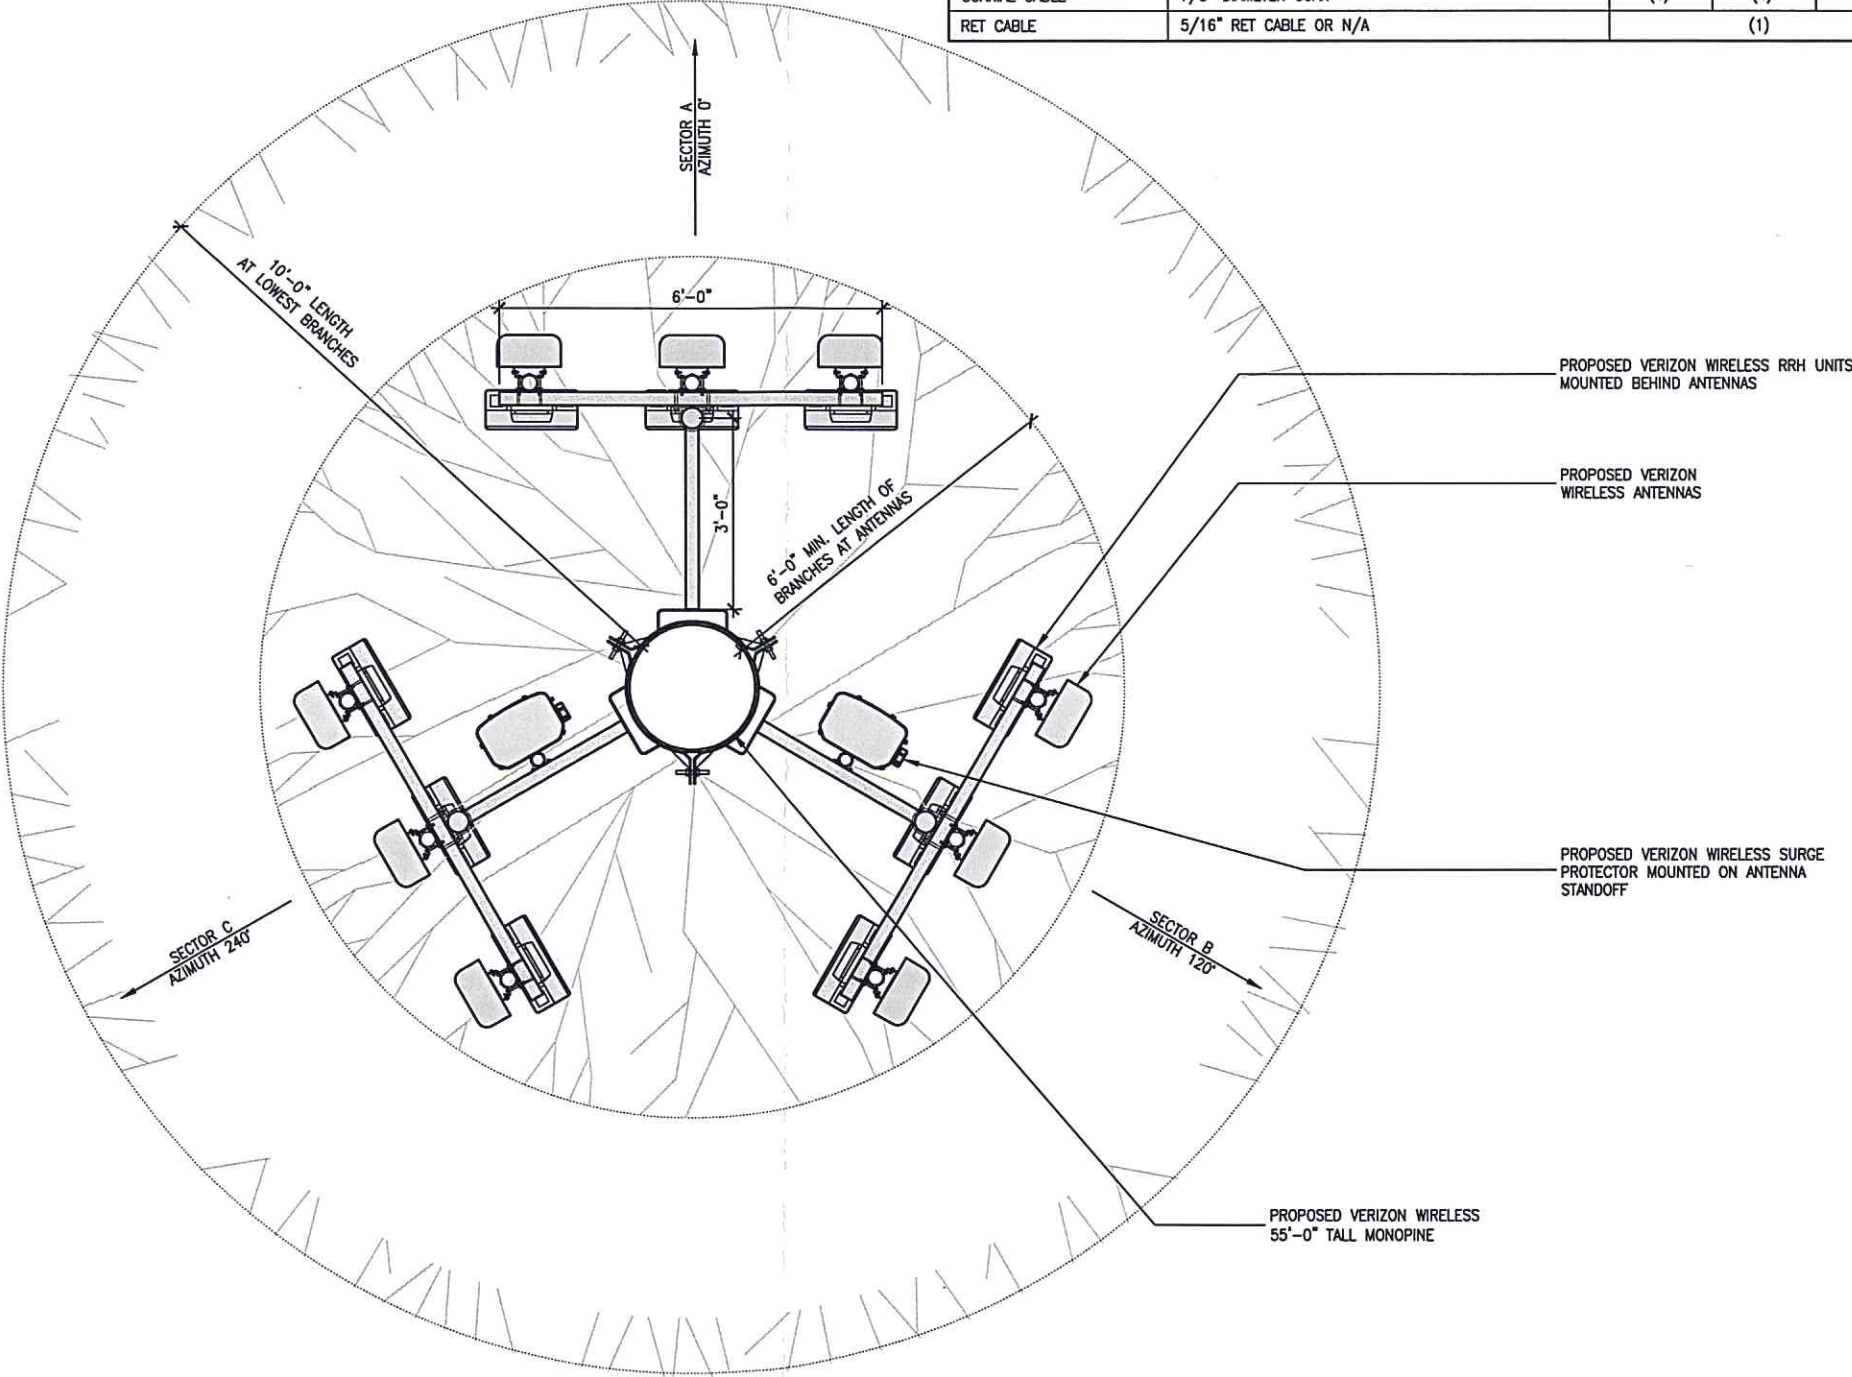 RET CABLE
5/16" RET CABLE OR N/A
(1)
SECTOR A
AZIMUTH 0°
10'-0" LENGTH
AT LOWEST BRANCHES
6'-0"
3'-0"
6'-0" MIN. LENGTH OF
BRANCHES AT ANTENNAS
PROPOSED VERIZON WIRELESS RRH UNITS
MOUNTED BEHIND ANTENNAS
PROPOSED VERIZON
WIRELESS ANTENNAS
PROPOSED VERIZON WIRELESS SURGE
PROTECTOR MOUNTED ON ANTENNA
STANDOFF
SECTOR C
AZIMUTH 240°
SECTOR B
AZIMUTH 120°
PROPOSED VERIZON WIRELESS
55'-0" TALL MONOPINE